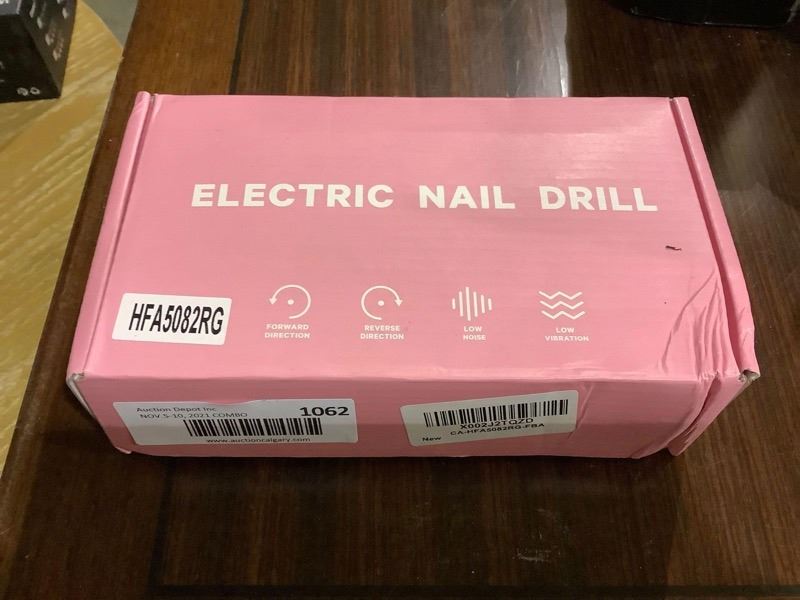 ELECTRIC NAIL DRILL
HFA5082RG
FORWARD
DIRECTION
REVERSE
DIRECTION
LOW
NOISE
LOW
VIBRATION
Auction Depot Inc
NOV.5-10, 2021 COMBO
1062
www.auctioncalgary.com
X002J2TQZD
CA-HFA5082RG-FBA
New